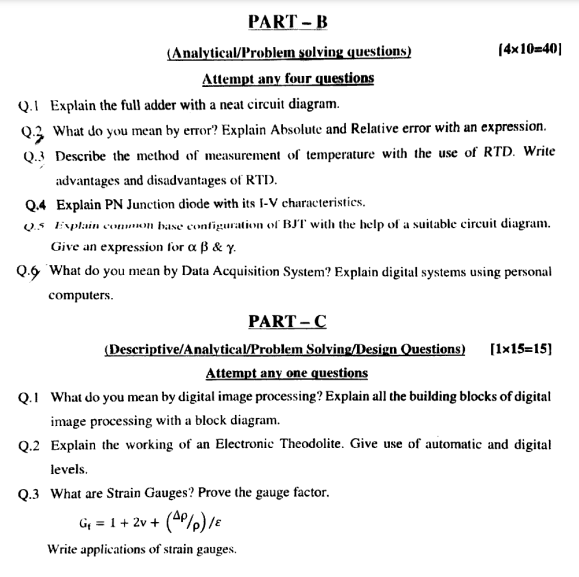 PART – B
(Analytical/Problem solving questions) [4×10=40]
Attempt any four questions
Q.1 Explain the full adder with a neat circuit diagram.
Q.2 What do you mean by error? Explain Absolute and Relative error with an expression.
Q.3 Describe the method of measurement of temperature with the use of RTD. Write
advantages and disadvantages of RTD.
Q.4 Explain PN Junction diode with its I-V characteristics.
Q.5 Explain common base configuration of BJT with the help of a suitable circuit diagram.
Give an expression for α β & γ.
Q.6 What do you mean by Data Acquisition System? Explain digital systems using personal
computers.
PART – C
(Descriptive/Analytical/Problem Solving/Design Questions) [1×15=15]
Attempt any one questions
Q.1 What do you mean by digital image processing? Explain all the building blocks of digital
image processing with a block diagram.
Q.2 Explain the working of an Electronic Theodolite. Give use of automatic and digital
levels.
Q.3 What are Strain Gauges? Prove the gauge factor.
G_f = 1 + 2v + (Δρ/ρ)/ε
Write applications of strain gauges.